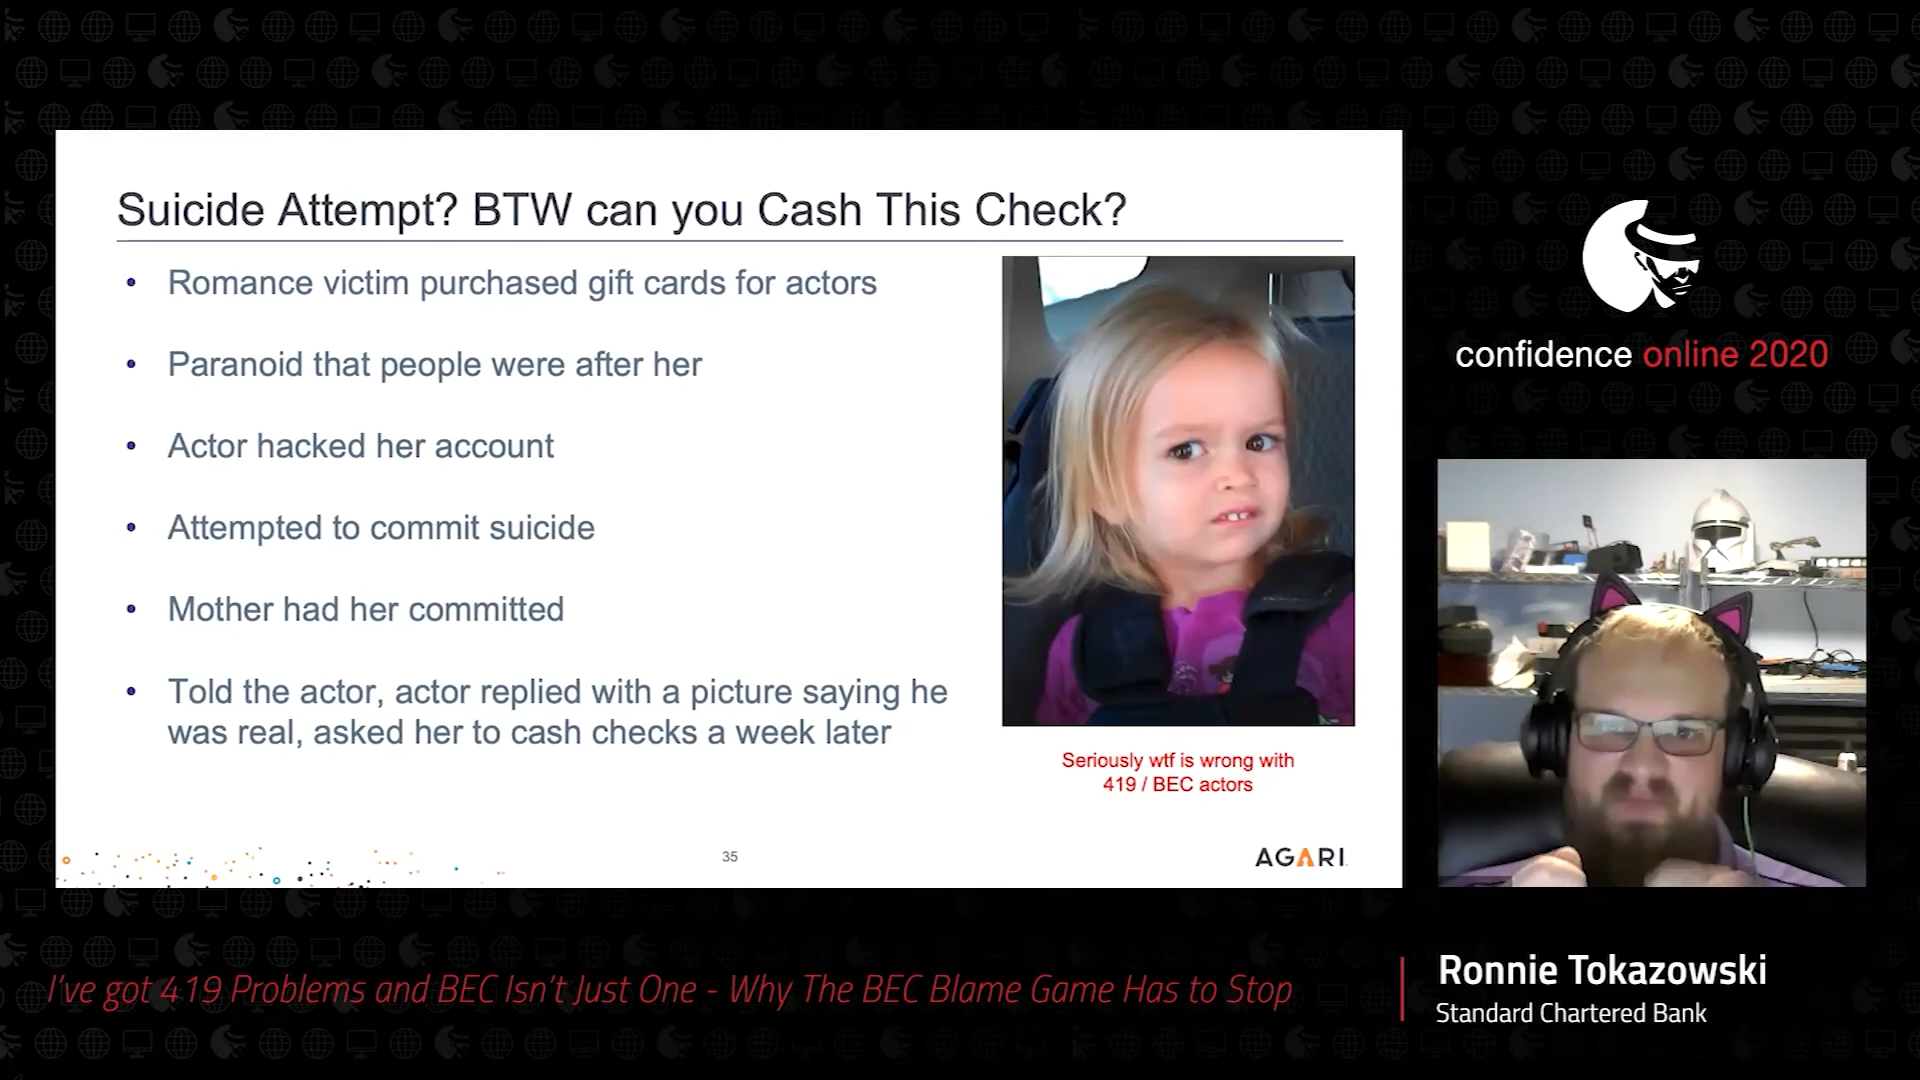 Suicide Attempt? BTW can you Cash This Check?
• Romance victim purchased gift cards for actors
• Paranoid that people were after her
• Actor hacked her account
• Attempted to commit suicide
• Mother had her committed
• Told the actor, actor replied with a picture saying he
was real, asked her to cash checks a week later
Seriously wtf is wrong with
419 / BEC actors
35
AGARI
confidence online 2020
I've got 419 Problems and BEC Isn't Just One - Why The BEC Blame Game Has to Stop
Ronnie Tokazowski
Standard Chartered Bank